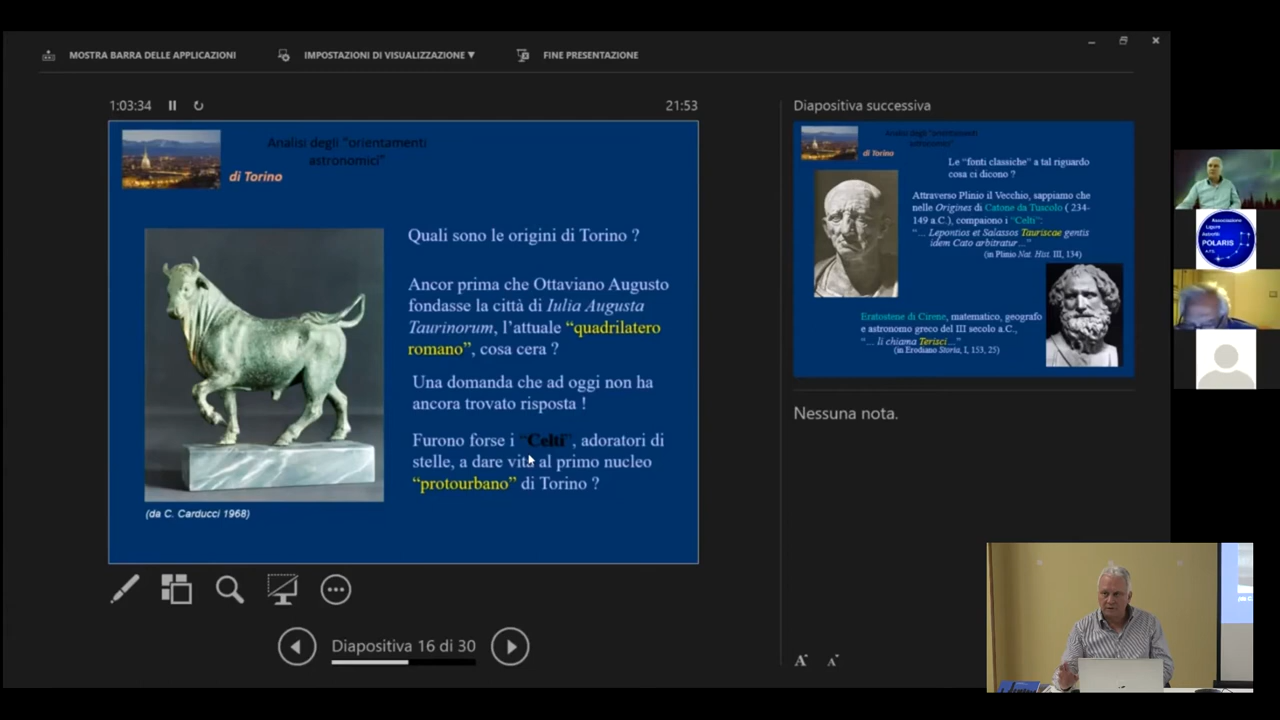 MOSTRA BARRA DELLE APPLICAZIONI
IMPOSTAZIONI DI VISUALIZZAZIONE ▼
FINE PRESENTAZIONE
1:03:34
21:53
Analisi degli "orientamenti
astronomici"
di Torino
Quali sono le origini di Torino ?
Ancor prima che Ottaviano Augusto
fondasse la città di Iulia Augusta
Taurinorum, l'attuale "quadrilatero
romano", cosa cera ?
Una domanda che ad oggi non ha
ancora trovato risposta !
Furono forse i "Celti", adoratori di
stelle, a dare vita al primo nucleo
"protourbano" di Torino ?
(da C. Carducci 1968)
Diapositiva 16 di 30
Diapositiva successiva
Analisi degli "orientamenti
astronomici"
di Torino
Le "fonti classiche" a tal riguardo
cosa ci dicono ?
Attraverso Plinio il Vecchio, sappiamo che
nelle Origines di Catone da Tuscolo ( 234-
149 a.C.), compaiono i "Celti":
"... Lepontios et Salassos Tauriscae gentis
idem Cato arbitratur..."
(in Plinio Nat. Hist. III, 134)
Eratostene di Cirene, matematico, geografo
e astronomo greco del III secolo a.C.,
"... li chiama Terisci..."
(in Erodiano Storia, I, 153, 25)
Nessuna nota.
A A
Associazione
Ligure
Astrofili
POLARIS